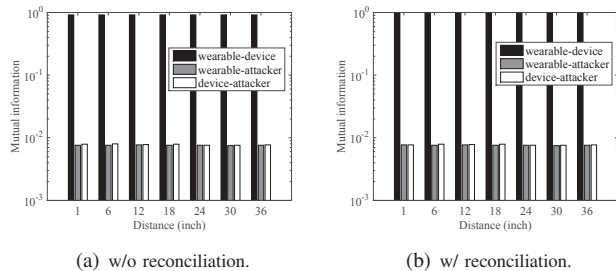 10^0
10^-1
10^-2
10^-3
Mutual information
wearable-device
wearable-attacker
device-attacker
1 6 12 18 24 30 36
Distance (inch)
(a) w/o reconciliation.
10^0
10^-1
10^-2
10^-3
Mutual information
wearable-device
wearable-attacker
device-attacker
1 6 12 18 24 30 36
Distance (inch)
(b) w/ reconciliation.